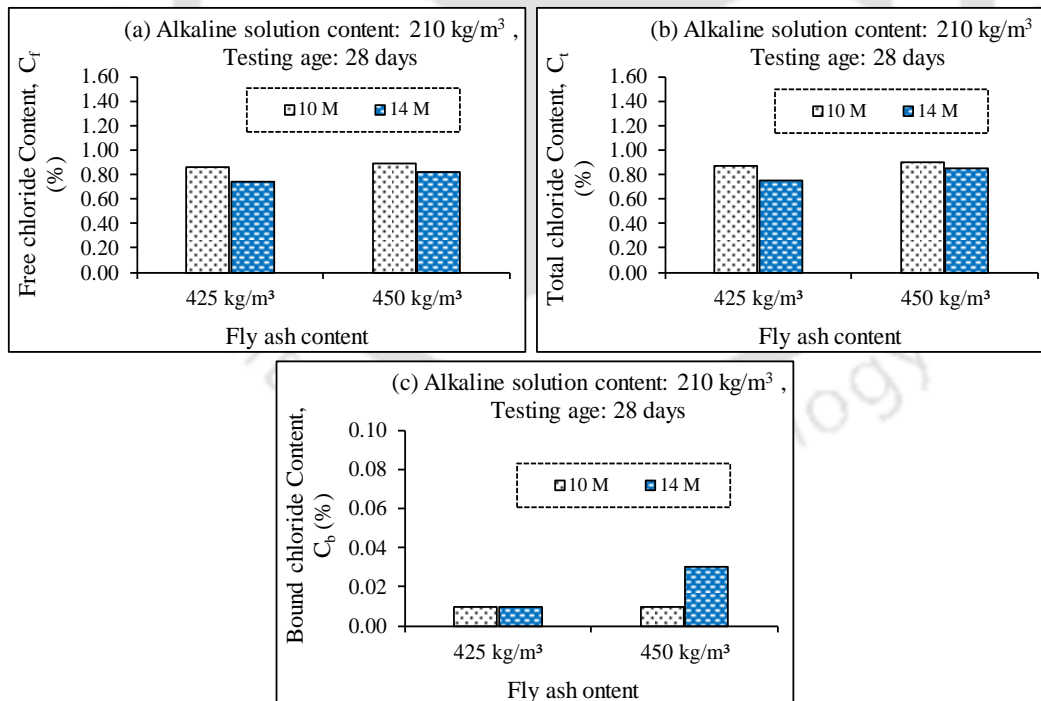 (a) Alkaline solution content: 210 kg/m³ ,
Testing age: 28 days
Free chloride Content, C_f
(%)
1.60
1.40
1.20
1.00
0.80
0.60
0.40
0.20
0.00
10 M 14 M
425 kg/m³ 450 kg/m³
Fly ash content
(b) Alkaline solution content: 210 kg/m³
Testing age: 28 days
Total chloride Content, C_t
(%)
1.60
1.40
1.20
1.00
0.80
0.60
0.40
0.20
0.00
10 M 14 M
425 kg/m³ 450 kg/m³
Fly ash content
(c) Alkaline solution content: 210 kg/m³ ,
Testing age: 28 days
Bound chloride Content,
C_b (%)
0.10
0.08
0.06
0.04
0.02
0.00
10 M 14 M
425 kg/m³ 450 kg/m³
Fly ash ontent